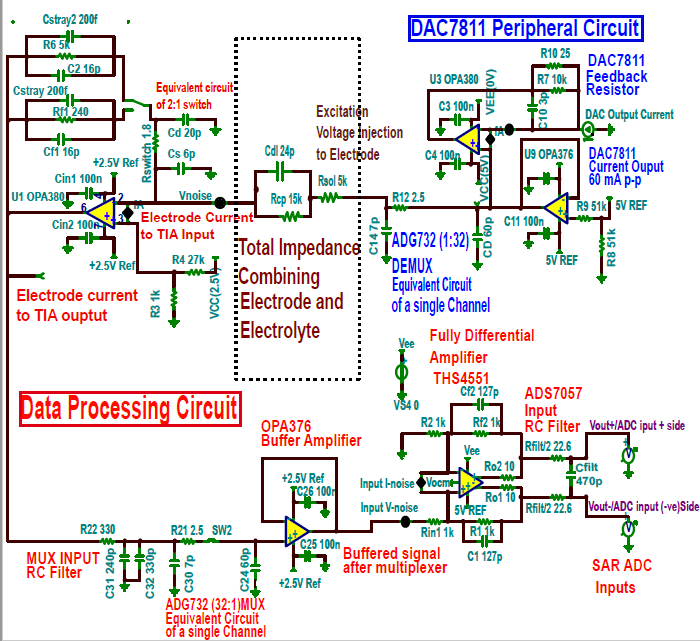 Cstray2 200f
R6 5k
C2 16p
Cstray 200f
Rf1 240
Cf1 16p
+2.5V Ref
Cin1 100n
U1 OPA380
6
2
3
IA
Cin2 100n
+2.5V Ref
Electrode current
to TIA ouptut
Equivalent circuit
of 2:1 switch
Cd 20p
Rswitch 1.8
Cs 6p
Vnoise
Electrode Current
to TIA Input
R4 27k
R3 1k
VCC(2.5V)
Cdl 24p
Rcp 15k
Total Impedance
Combining
Electrode and
Electrolyte
Excitation
Voltage Injection
to Electrode
Rsol 5k
R12 2.5
C14 7p
ADG732 (1:32)
DEMUX
Equivalent Circuit
of a single Channel
CD 60p
DAC7811 Peripheral Circuit
U3 OPA380
C3 100n
VEE(0V)
IA
C4 100n
VCC(5V)
R10 25
R7 10k
C10 3p
DAC7811
Feedback
Resistor
DAC Output Current
U9 OPA376
DAC7811
Current Ouput
60 mA p-p
C11 100n
R9 51k
5V REF
R8 51k
5V REF
Data Processing Circuit
R22 330
MUX INPUT
RC Filter
C31 240p
C32 330p
R21 2.5
SW2
C30 7p
C24 60p
ADG732 (32:1)MUX
Equivalent Circuit
of a single Channel
OPA376
Buffer Amplifier
+2.5V Ref
C26 100n
C25 100n
+2.5V Ref
Buffered signal
after multiplexer
Input I-noise
Input V-noise
Vee
VS4 0
Fully Differential
Amplifier
THS4551
Cf2 127p
R2 1k
Rf2 1k
Vee
Vocm
Ro2 10
Ro1 10
5V REF
Rin1 1k
R1 1k
C1 127p
ADS7057
Input
RC Filter
Rfilt/2 22.6
Cfilt
470p
Rfilt/2 22.6
Vout+/ADC iput + side
Vout-/ADC input (-ve)Side
SAR ADC
Inputs